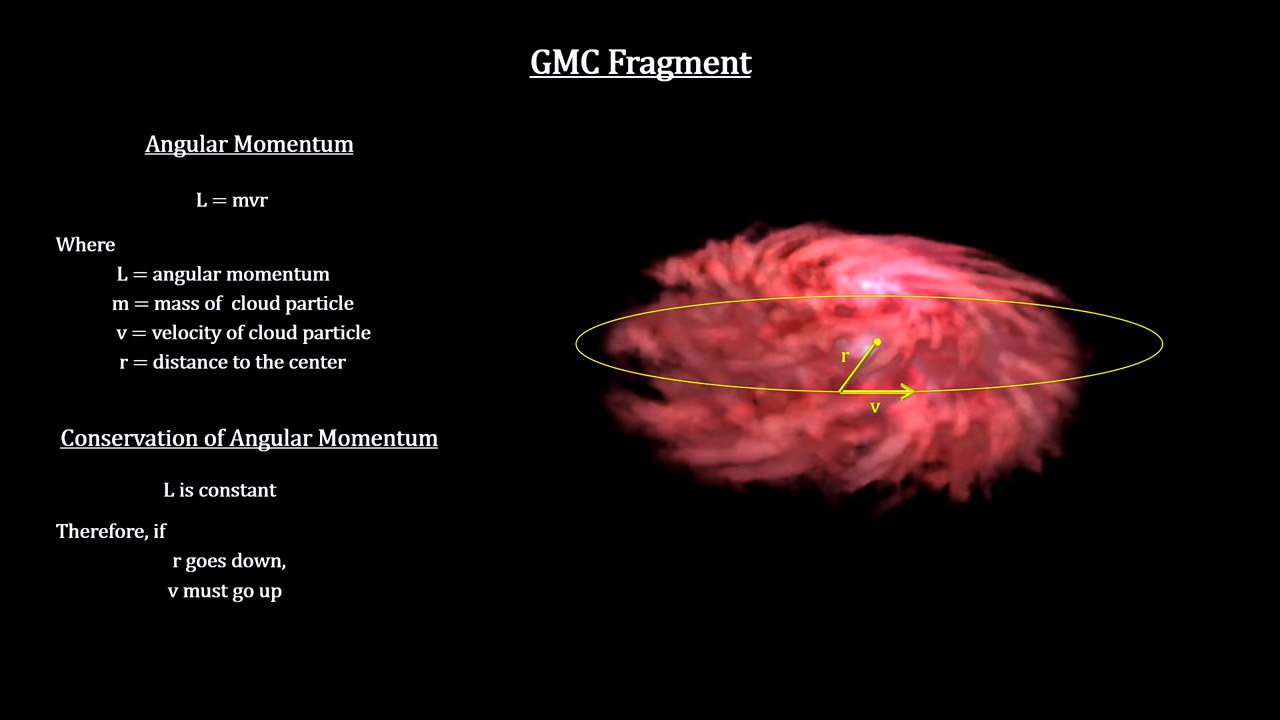 GMC Fragment
Angular Momentum
L = mvr
Where
L = angular momentum
m = mass of cloud particle
v = velocity of cloud particle
r = distance to the center
Conservation of Angular Momentum
L is constant
Therefore, if
r goes down,
v must go up
r
v